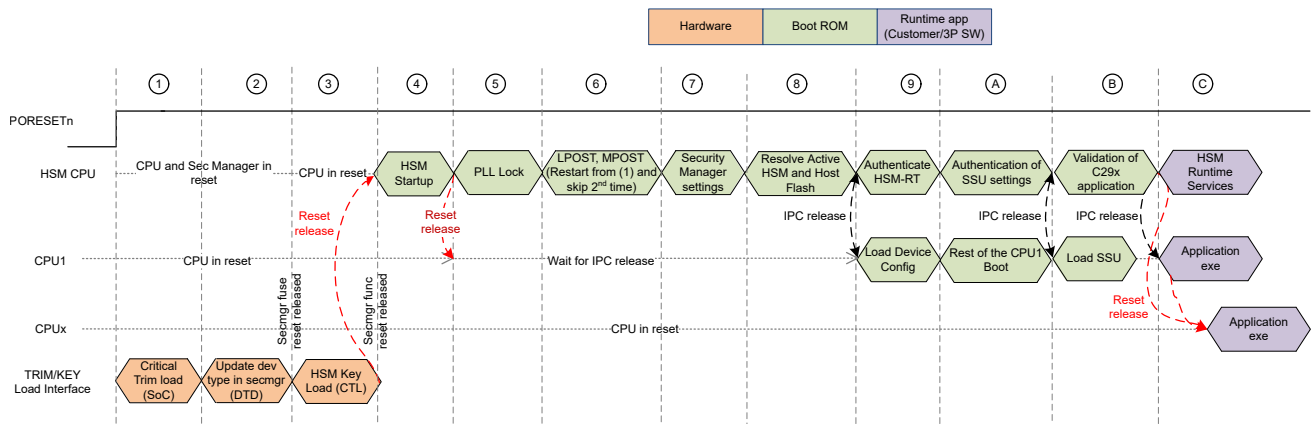 Hardware
Boot ROM
Runtime app
(Customer/3P SW)
1
2
3
4
5
6
7
8
9
A
B
C
PORESETn
HSM CPU
CPU and Sec Manager in
reset
CPU in reset
HSM
Startup
PLL Lock
LPOST, MPOST
(Restart from (1) and
skip 2nd time)
Security
Manager
settings
Resolve Active
HSM and Host
Flash
Authenticate
HSM-RT
Authentication of
SSU settings
Validation of
C29x
application
HSM
Runtime
Services
Reset
release
Reset
release
IPC release
IPC release
IPC release
CPU1
CPU in reset
Wait for IPC release
Load Device
Config
Rest of the CPU1
Boot
Load SSU
Application
exe
Secmgr fuse
reset released
Secmgr func
reset released
Reset
release
CPUx
CPU in reset
Application
exe
TRIM/KEY
Load Interface
Critical
Trim load
(SoC)
Update dev
type in secmgr
(DTD)
HSM Key
Load (CTL)